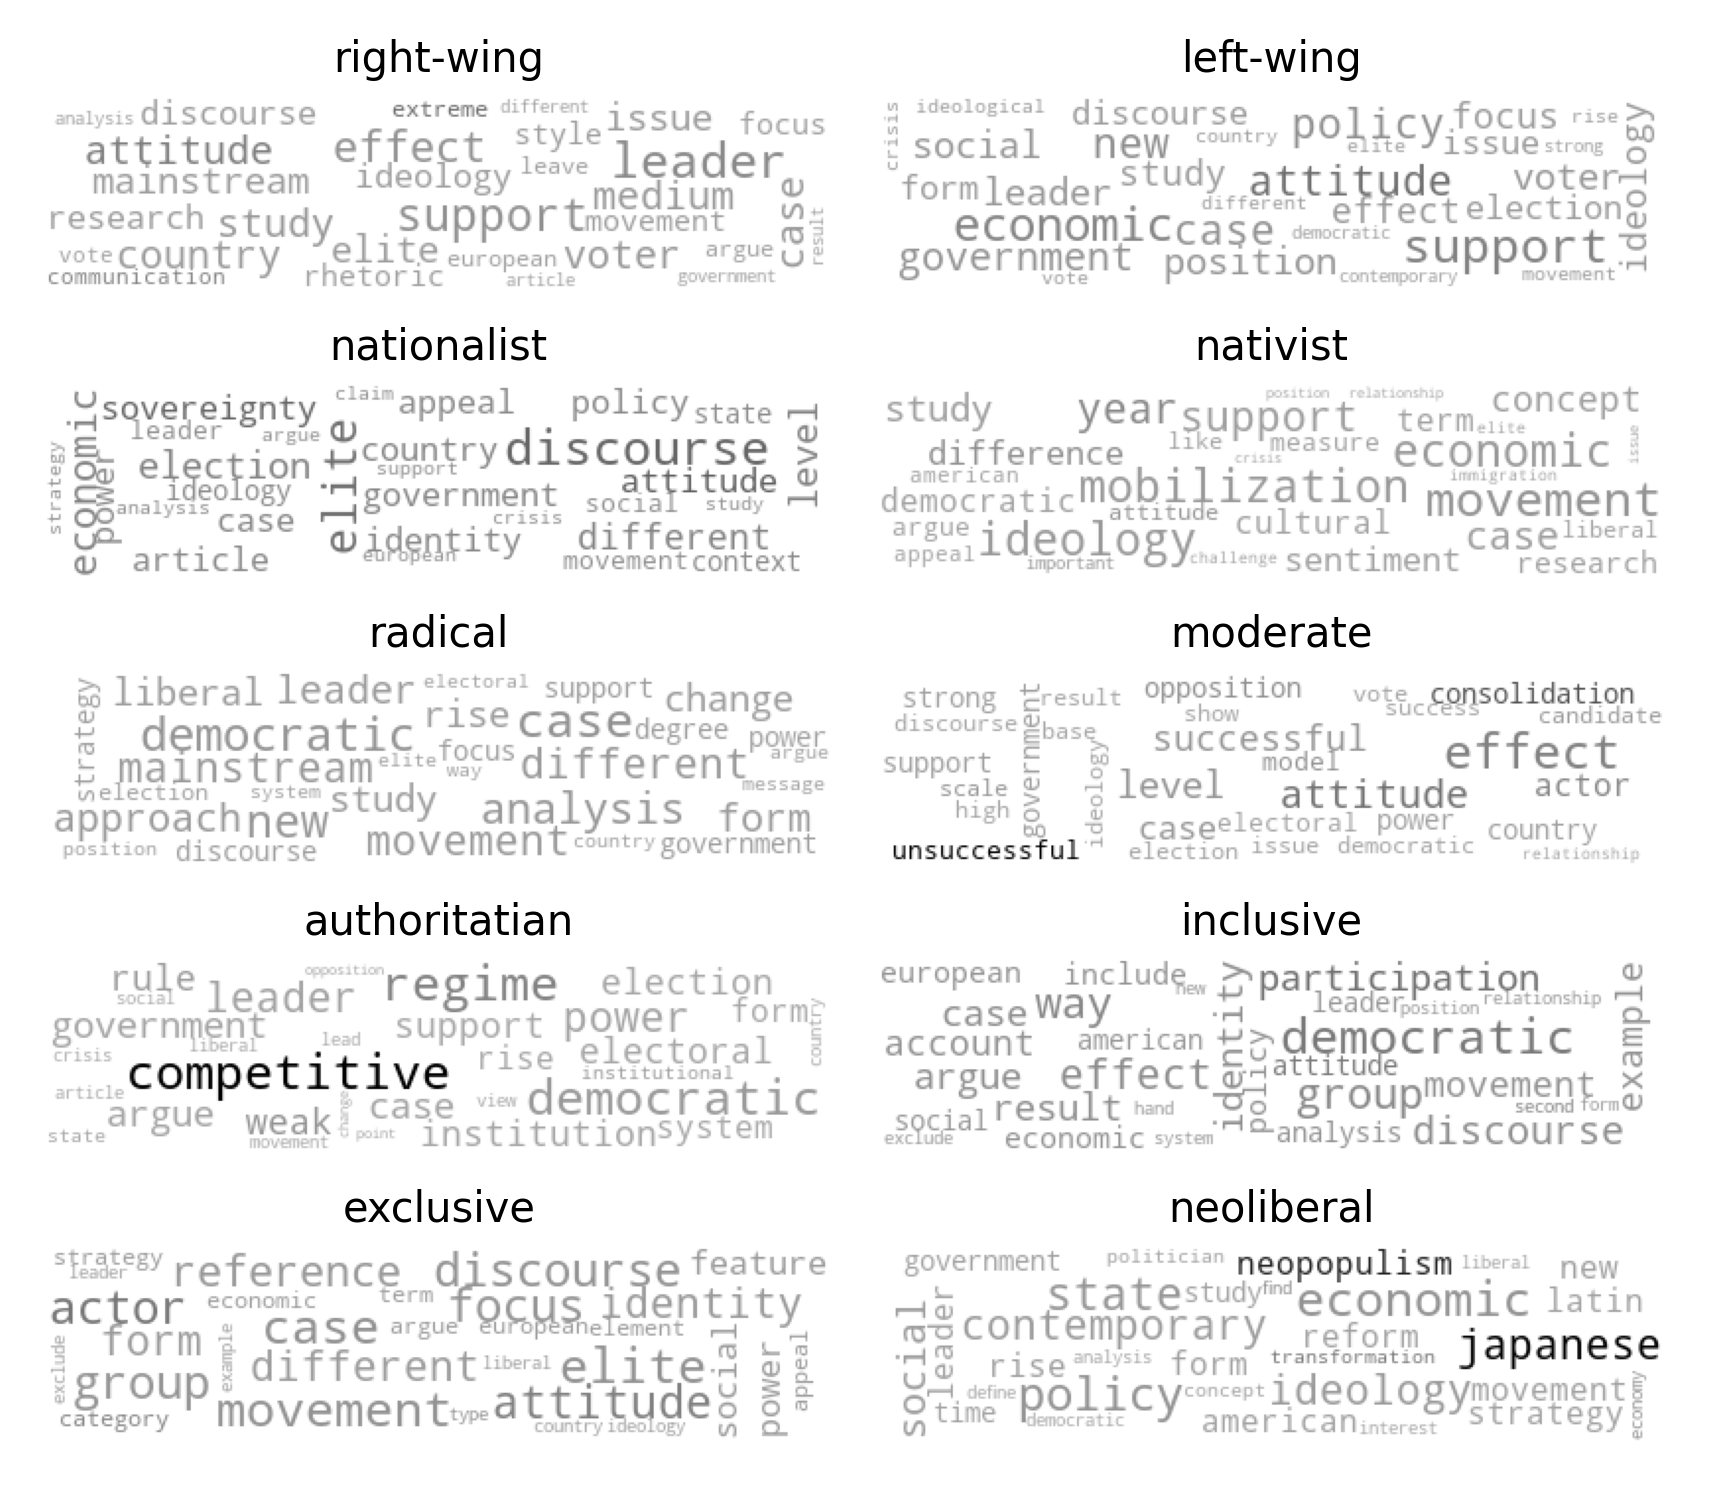 right-wing
analysis discourse extreme different issue focus
attitude effect style leader
mainstream ideology leave medium
research study support movement case result
vote country elite european voter argue
communication rhetoric article government
left-wing
crisis ideological discourse policy focus rise ideology
social new country elite issue strong
form leader study attitude voter
different effect election
economic case democratic support
government position contemporary movement
vote
nationalist
economic sovereignty claim appeal policy state level
strategy leader argue elite country discourse
power election support attitude
ideology government social study
analysis case crisis
identity different
article european movement context
nativist
position relationship
study year support term elite concept
difference like measure economic issue
american crisis immigration
democratic mobilization movement
argue attitude cultural case liberal
appeal ideology challenge sentiment research
important
radical
strategy liberal leader electoral support change
democratic rise case degree power
mainstream elite focus different argue
way message
election system study analysis form
approach new movement country government
position discourse
moderate
strong government result opposition vote consolidation
discourse base show success candidate
support successful model effect
scale ideology level attitude actor
high case electoral power country
unsuccessful election issue democratic relationship
authoritatian
rule opposition regime election
social leader power form country
government support
crisis liberal lead rise electoral
competitive institutional
article change view democratic
argue weak case
state movement point institution system
inclusive
european include new identity participation example
case way leader position relationship
account american policy democratic
argue effect attitude
result hand group movement
social second form
exclude economic system analysis discourse
exclusive
strategy reference discourse feature
leader
actor economic term focus identity
exclude form example case argue european element social power appeal
group different liberal elite
category movement type attitude
country ideology
neoliberal
government politician neopopulism liberal new
social leader state study find economic latin
contemporary reform japanese
rise analysis form transformation
define policy concept ideology movement economy
time democratic american interest strategy